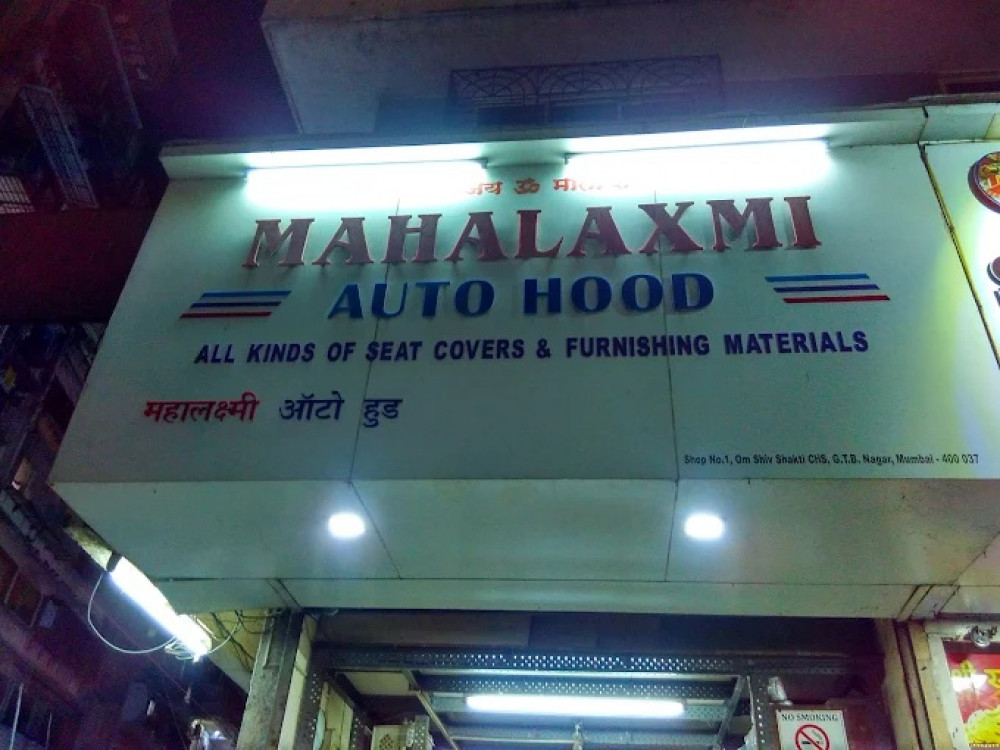 जय ॐ
MAHALAXMI
AUTO HOOD
ALL KINDS OF SEAT COVERS & FURNISHING MATERIALS
महालक्ष्मी ऑटो हुड
Shop No.1, Om Shiv Shakti CHS, G.T.B. Nagar, Mumbai - 400 037
NO SMOKING